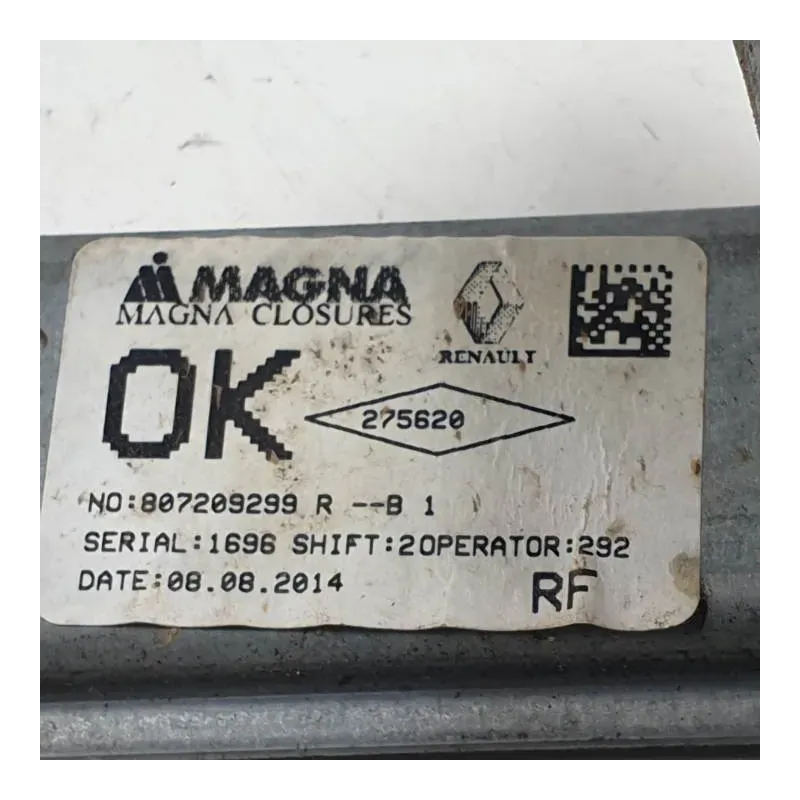 MAGNA
MAGNA CLOSURES
RENAULT
OK
275620
NO:807209299 R --B 1
SERIAL:1696 SHIFT:2OPERATOR:292
DATE:08.08.2014
RF